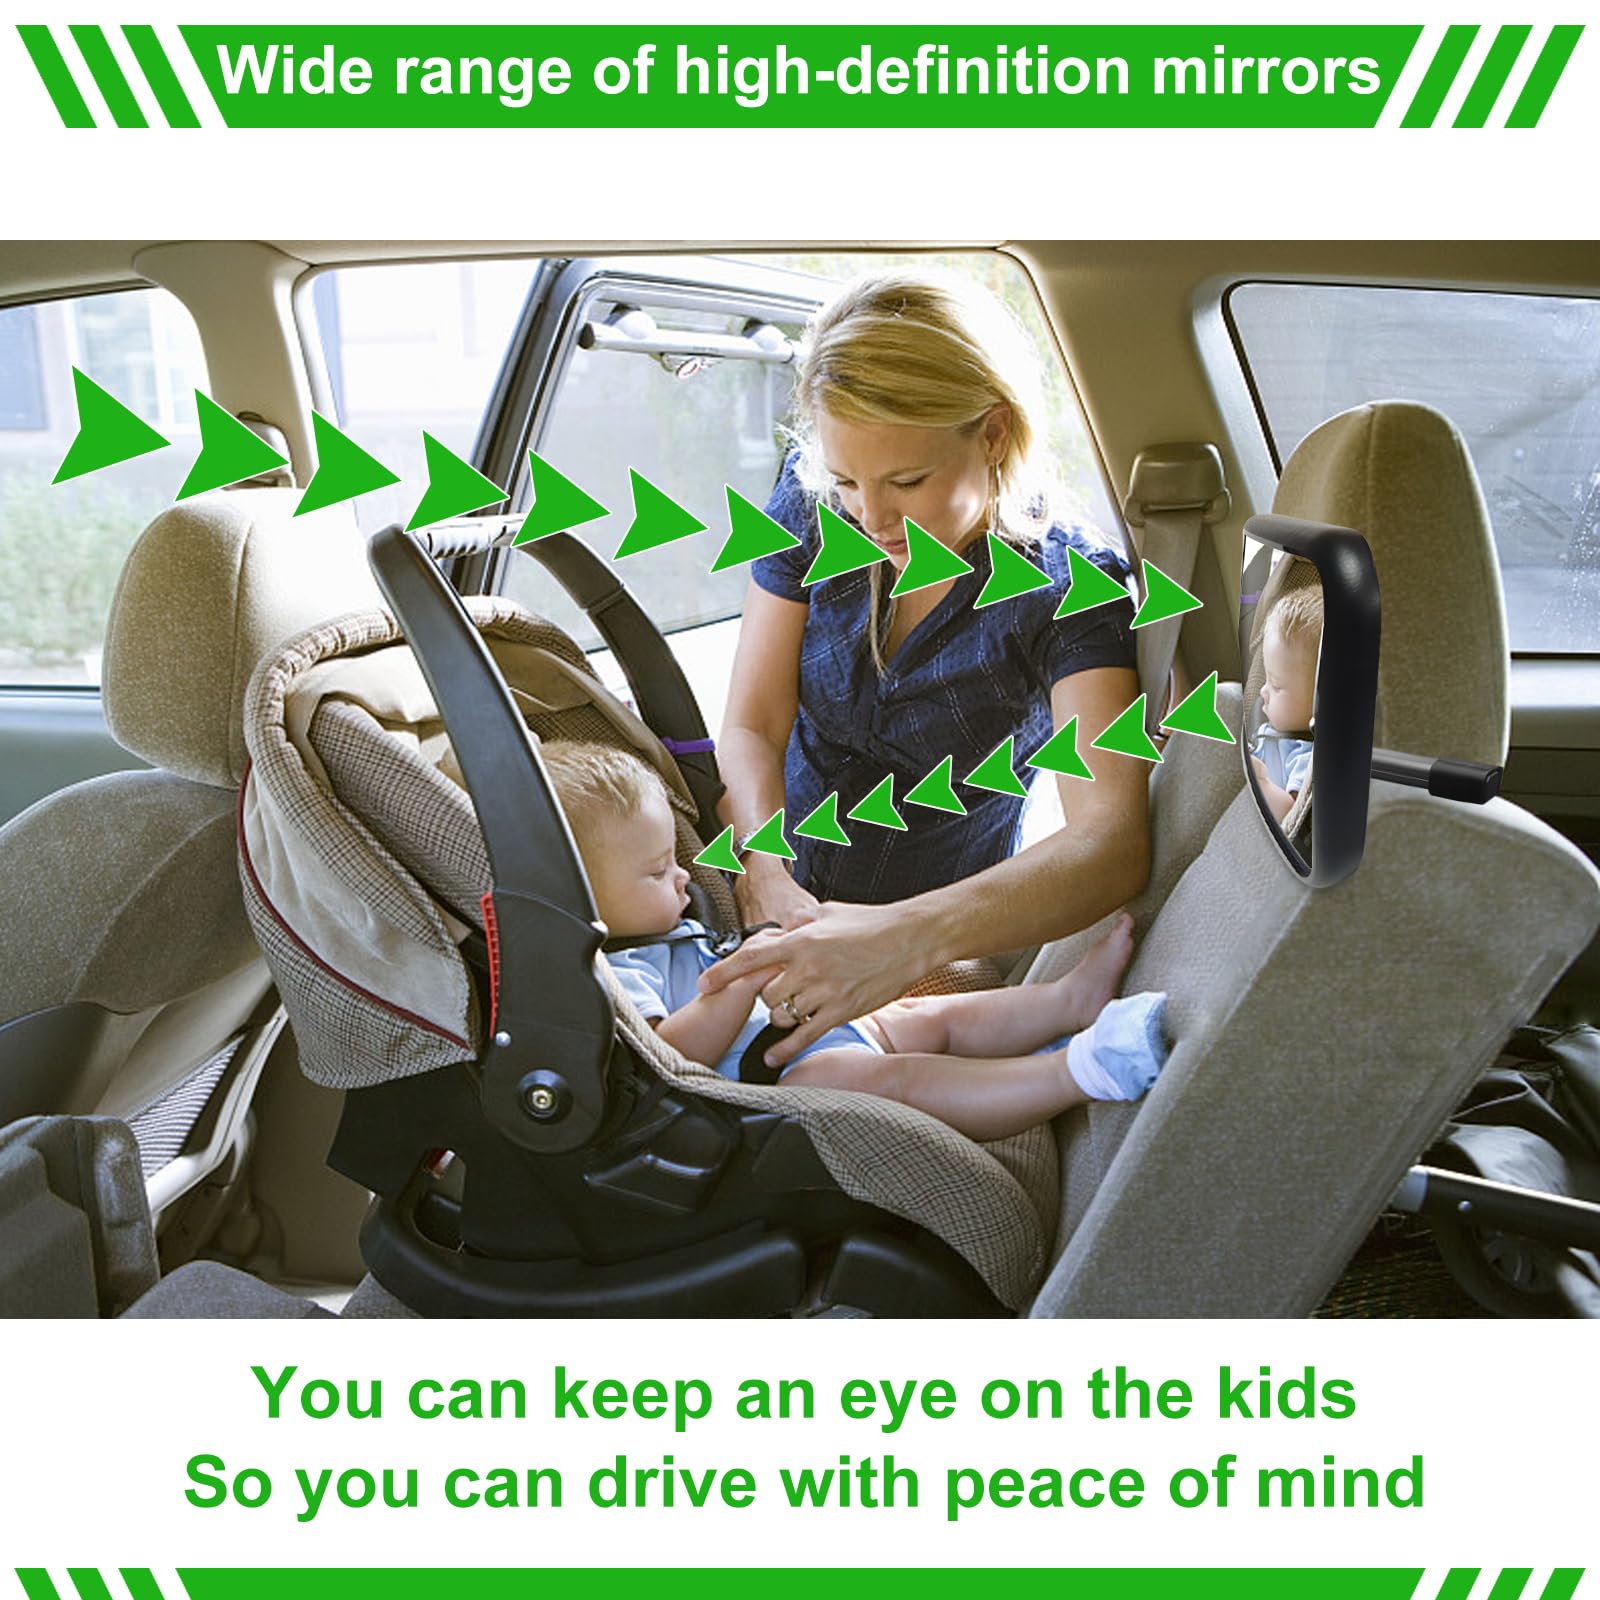 Wide range of high-definition mirrors
You can keep an eye on the kids
So you can drive with peace of mind